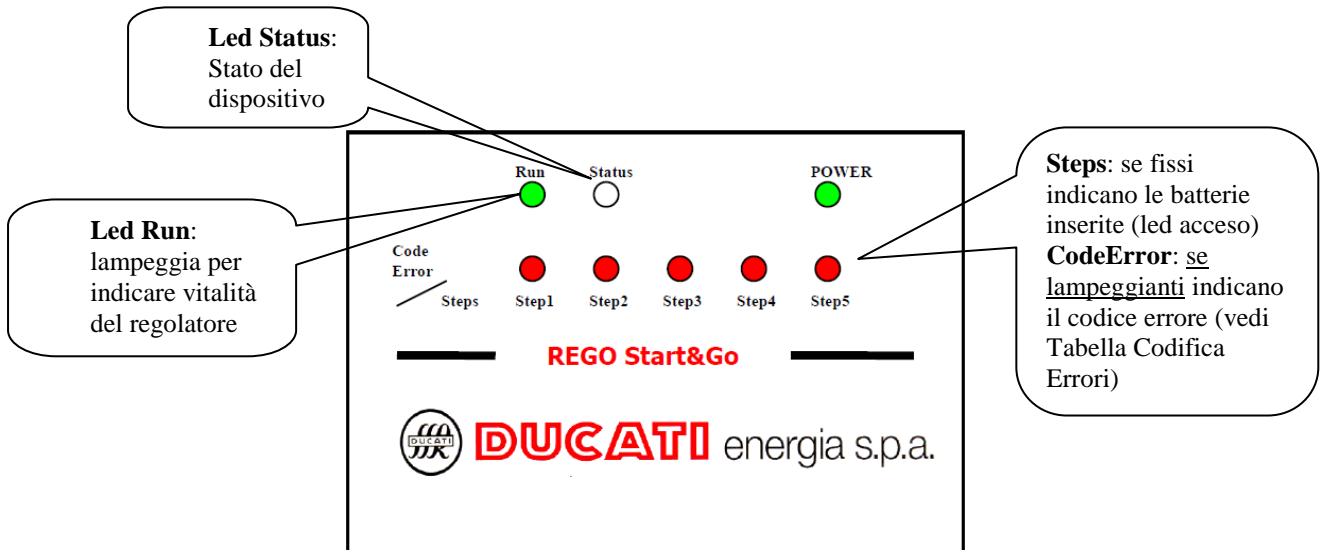 Led Status:
Stato del
dispositivo
Run Status POWER
Led Run:
lampeggia per
indicare vitalità
del regolatore
Code
Error
Steps Step1 Step2 Step3 Step4 Step5
Steps: se fissi
indicano le batterie
inserite (led acceso)
CodeError: se
lampeggianti indicano
il codice errore (vedi
Tabella Codifica
Errori)
REGO Start&Go
DUCATI
DUCATI energia s.p.a.